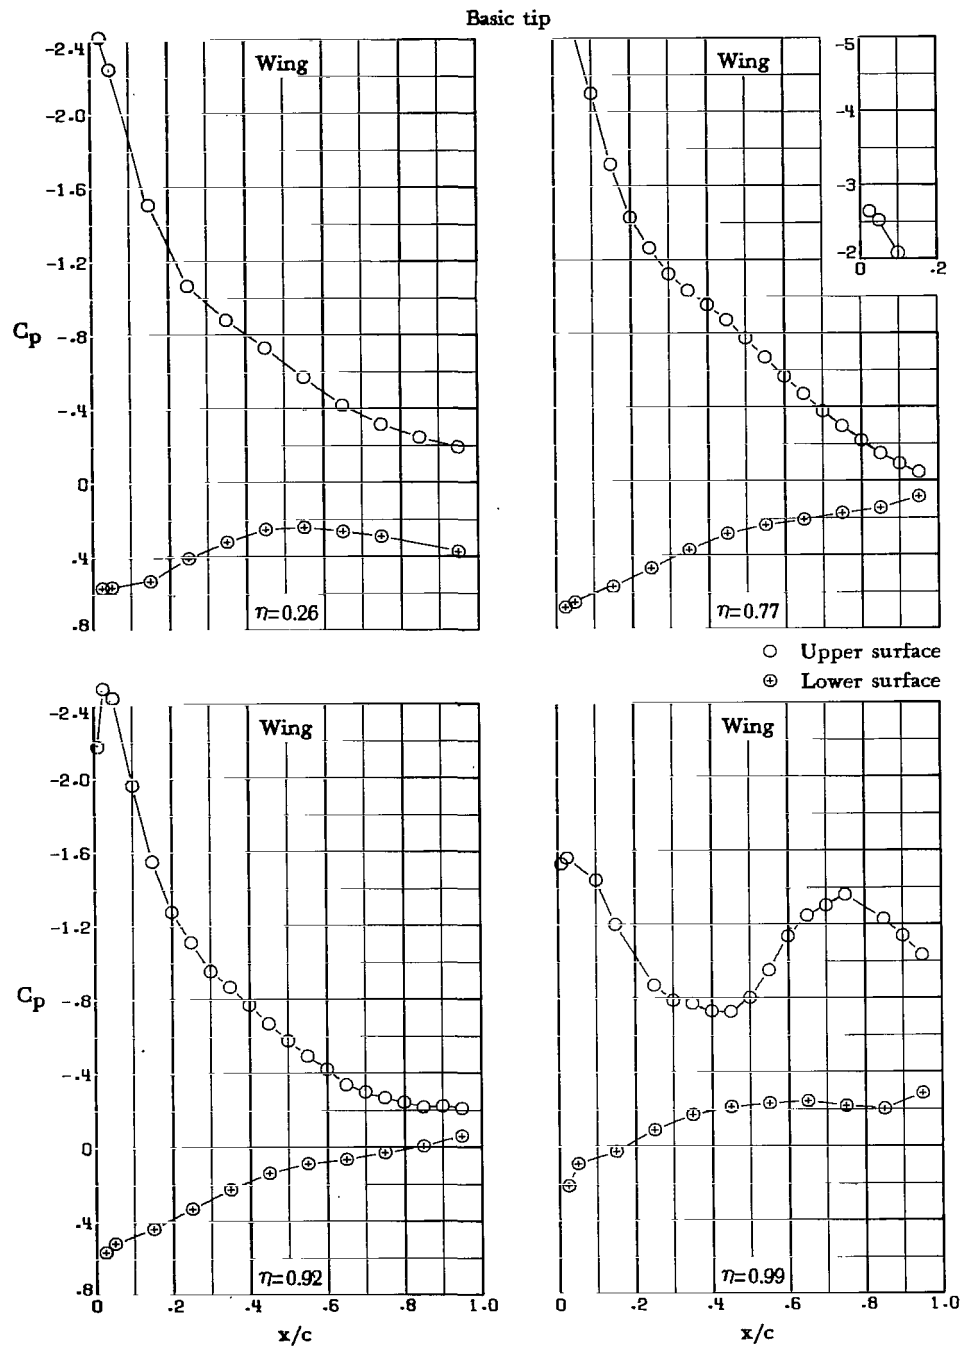 Basic tip
-2.4
-2.0
-1.6
-1.2
Cp
-.8
-.4
0
.4
.8
Wing
η=0.26
Wing
η=0.77
-5
-4
-3
-2
0
.2
Upper surface
Lower surface
-2.4
-2.0
-1.6
-1.2
Cp
-.8
-.4
0
.4
.8
Wing
η=0.92
0
.2
.4
.6
.8
1.0
x/c
Wing
η=0.99
0
.2
.4
.6
.8
1.0
x/c